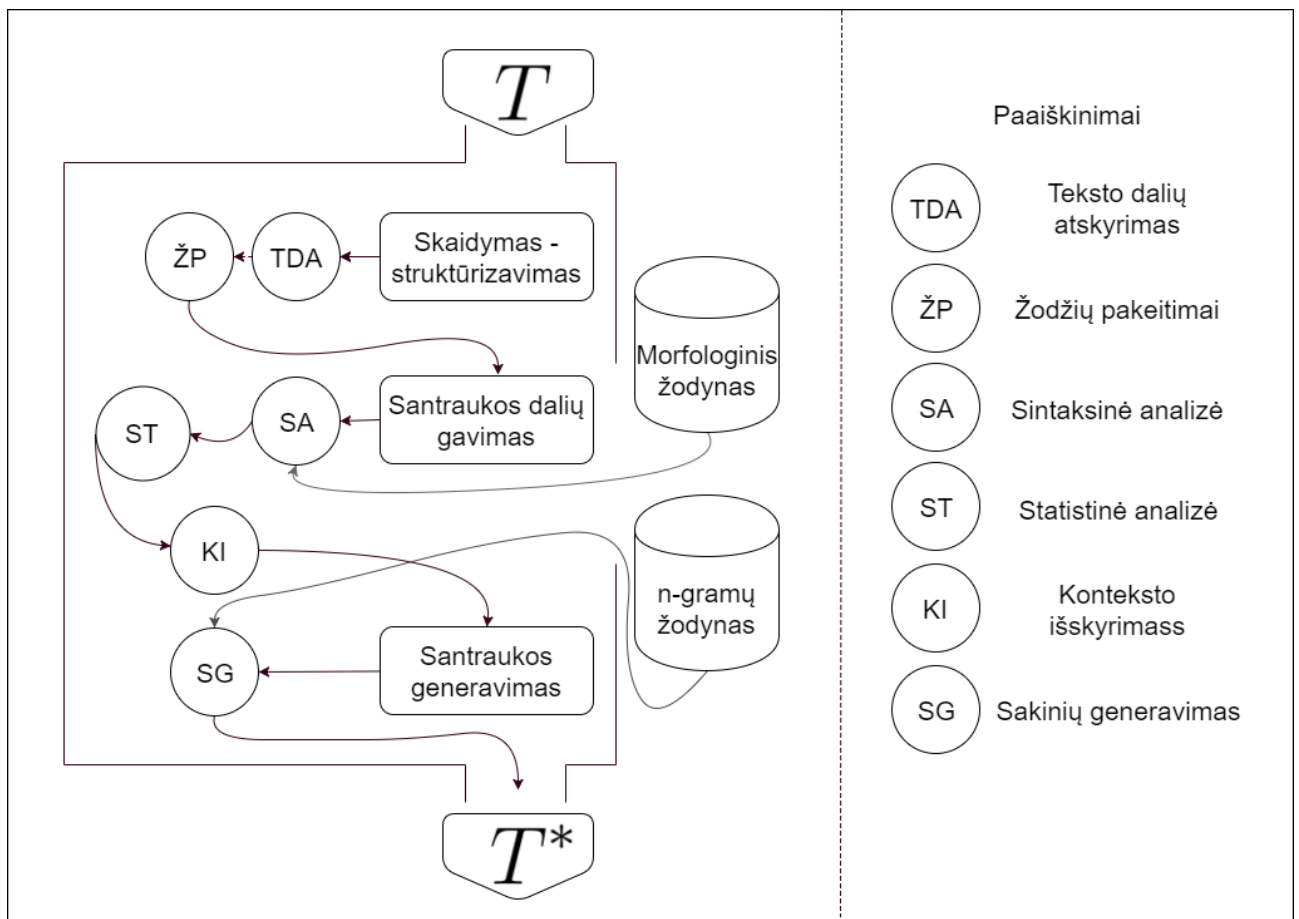 T
Skaidymas -
struktūrizavimas
TDA
ŽP
Morfologinis
žodynas
Santraukos dalių
gavimas
SA
ST
KI
n-gramų
žodynas
Santraukos
generavimas
SG
T*
Paaiškinimai
TDA
Teksto dalių
atskyrimas
ŽP
Žodžių pakeitimai
SA
Sintaksinė analizė
ST
Statistinė analizė
KI
Konteksto
išskyrimass
SG
Sakinių generavimas